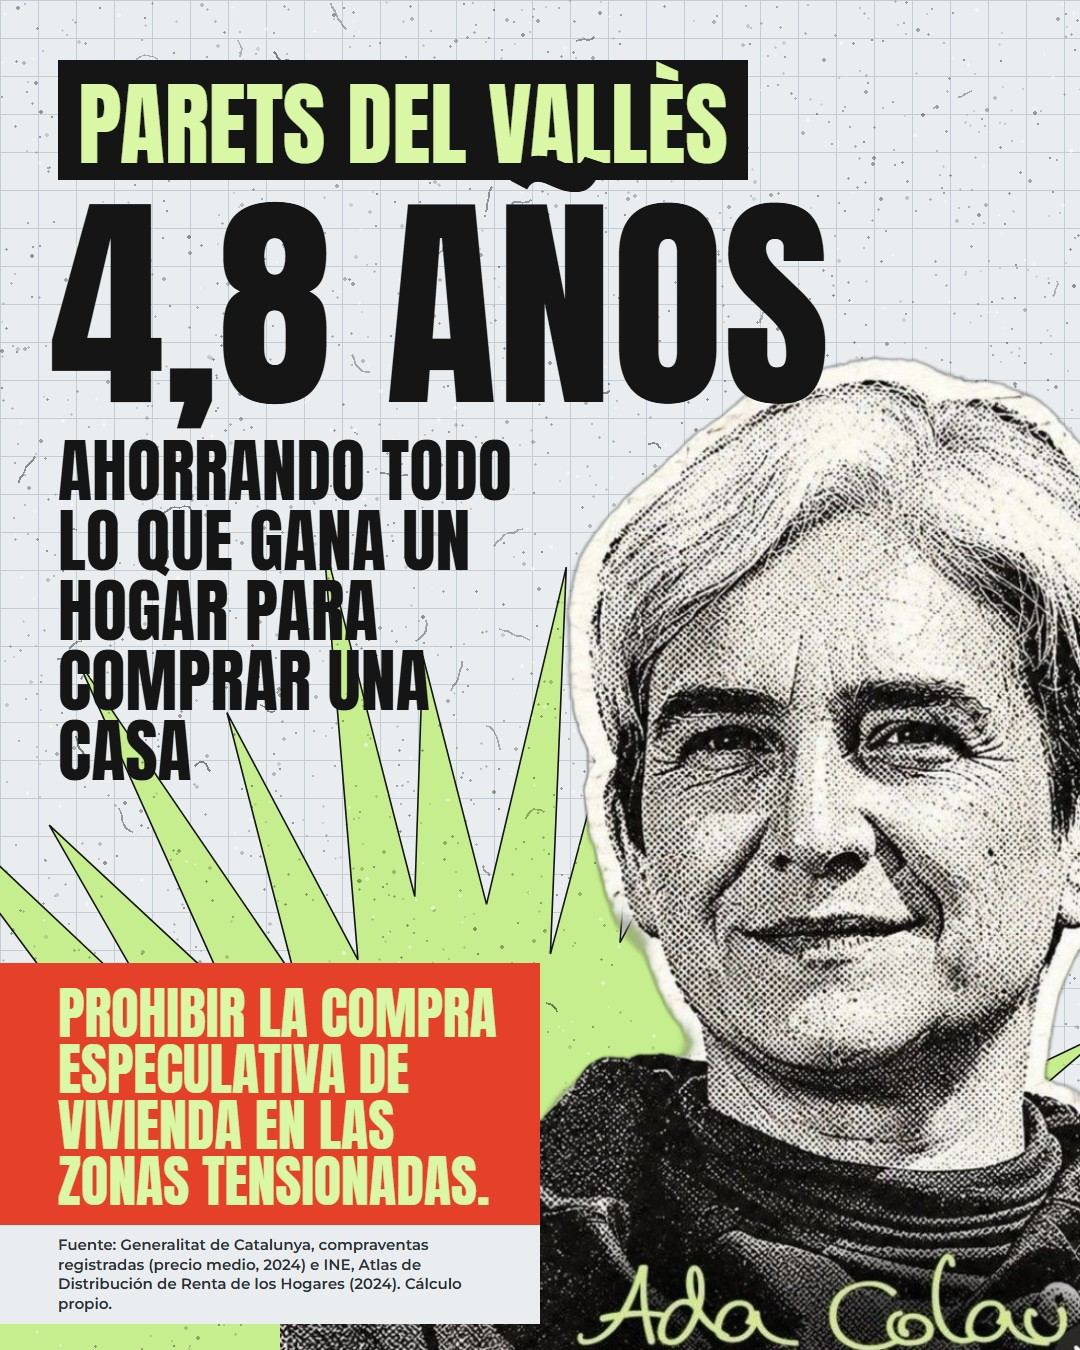 PARETS DEL VALLÈS
4,8 AÑOS
AHORRANDO TODO
LO QUE GANA UN
HOGAR PARA
COMPRAR UNA
CASA
PROHIBIR LA COMPRA
ESPECULATIVA DE
VIVIENDA EN LAS
ZONAS TENSIONADAS.
Fuente: Generalitat de Catalunya, compraventas
registradas (precio medio, 2024) e INE, Atlas de
Distribución de Renta de los Hogares (2024). Cálculo
propio.
Ada Colau